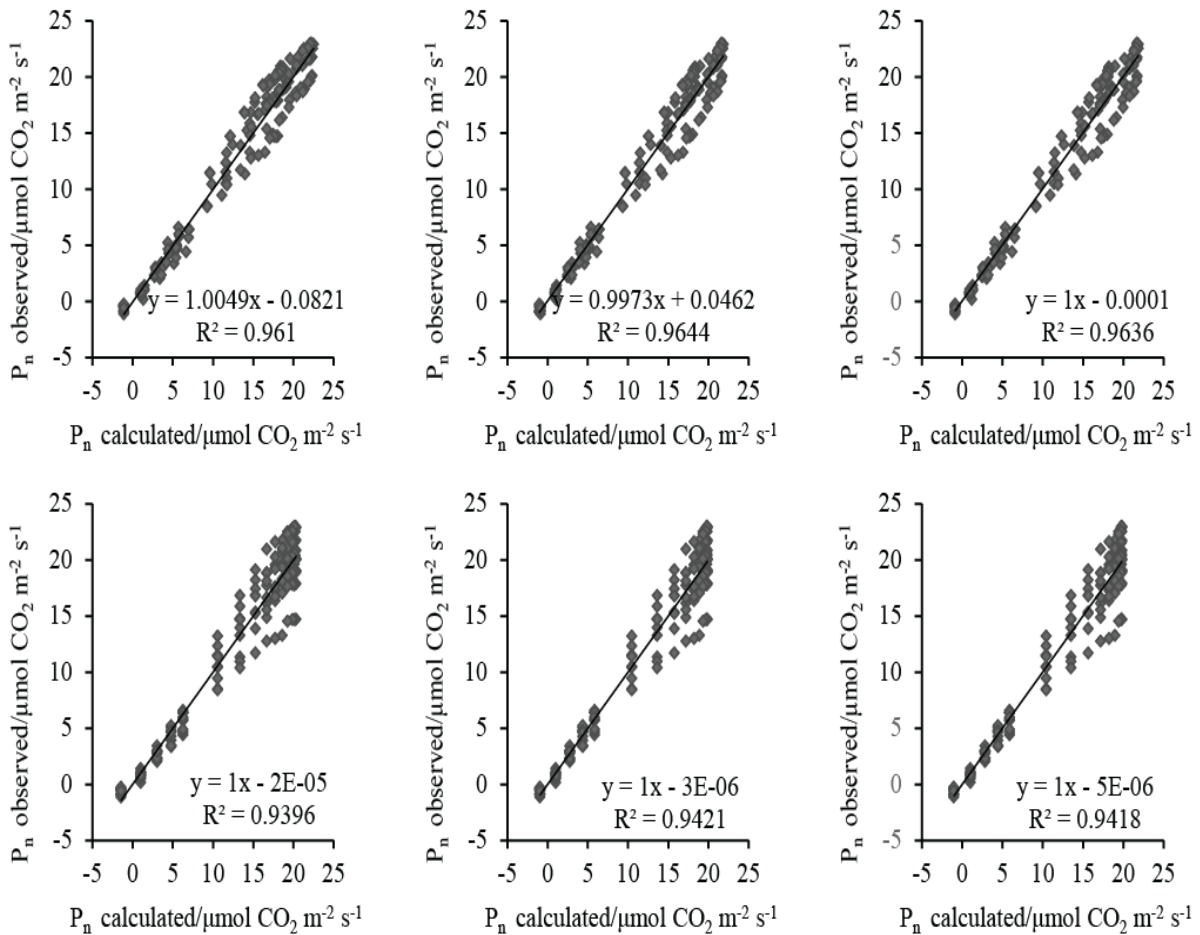 25
20
15
10
5
0
-5
Pₙ observed/μmol CO₂ m⁻² s⁻¹
y = 1.0049x - 0.0821
R² = 0.961
-5 0 5 10 15 20 25
Pₙ calculated/μmol CO₂ m⁻² s⁻¹
25
20
15
10
5
0
-5
Pₙ observed/μmol CO₂ m⁻² s⁻¹
y = 0.9973x + 0.0462
R² = 0.9644
-5 0 5 10 15 20 25
Pₙ calculated/μmol CO₂ m⁻² s⁻¹
25
20
15
10
5
0
-5
Pₙ observed/μmol CO₂ m⁻² s⁻¹
y = 1x - 0.0001
R² = 0.9636
-5 0 5 10 15 20 25
Pₙ calculated/μmol CO₂ m⁻² s⁻¹
25
20
15
10
5
0
-5
Pₙ observed/μmol CO₂ m⁻² s⁻¹
y = 1x - 2E-05
R² = 0.9396
-5 0 5 10 15 20 25
Pₙ calculated/μmol CO₂ m⁻² s⁻¹
25
20
15
10
5
0
-5
Pₙ observed/μmol CO₂ m⁻² s⁻¹
y = 1x - 3E-06
R² = 0.9421
-5 0 5 10 15 20 25
Pₙ calculated/μmol CO₂ m⁻² s⁻¹
25
20
15
10
5
0
-5
Pₙ observed/μmol CO₂ m⁻² s⁻¹
y = 1x - 5E-06
R² = 0.9418
-5 0 5 10 15 20 25
Pₙ calculated/μmol CO₂ m⁻² s⁻¹